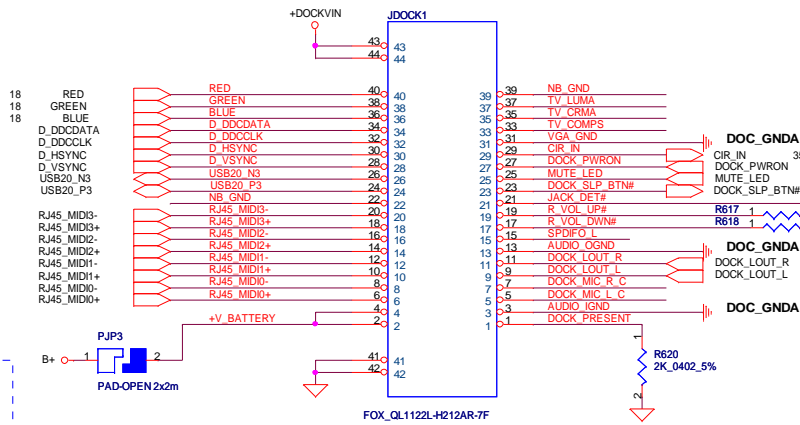 +DOCKVIN
JDOCK1
43 43
44 44
18 RED RED 40 40 39 39 NB_GND
18 GREEN GREEN 38 38 37 37 TV_LUMA
18 BLUE BLUE 36 36 35 35 TV_CRMA
D_DDCDATA D_DDCDATA 34 34 33 33 TV_COMPS
D_DDCCLK D_DDCCLK 32 32 31 31 VGA_GND DOC_GNDA
D_HSYNC D_HSYNC 30 30 29 29 CIR_IN CIR_IN 35
D_VSYNC D_VSYNC 28 28 27 27 DOCK_PWRON DOCK_PWRON
USB20_N3 USB20_N3 26 26 25 25 MUTE_LED MUTE_LED
USB20_P3 USB20_P3 24 24 23 23 DOCK_SLP_BTN# DOCK_SLP_BTN#
NB_GND 22 22 21 21 JACK_DET#
RJ45_MIDI3- RJ45_MIDI3- 20 20 19 19 R_VOL_UP# R617 1
RJ45_MIDI3+ RJ45_MIDI3+ 18 18 17 17 R_VOL_DWN# R618 1
RJ45_MIDI2- RJ45_MIDI2- 16 16 15 15 SPDIFO_L
RJ45_MIDI2+ RJ45_MIDI2+ 14 14 13 13 AUDIO_OGND DOC_GNDA
RJ45_MIDI1- RJ45_MIDI1- 12 12 11 11 DOCK_LOUT_R DOCK_LOUT_R
RJ45_MIDI1+ RJ45_MIDI1+ 10 10 9 9 DOCK_LOUT_L DOCK_LOUT_L
RJ45_MIDI0- RJ45_MIDI0- 8 8 7 7 DOCK_MIC_R_C
RJ45_MIDI0+ RJ45_MIDI0+ 6 6 5 5 DOCK_MIC_L_C
4 4 3 3 AUDIO_IGND DOC_GNDA
+V_BATTERY 2 2 1 1 DOCK_PRESENT
PJP3
B+ 1 2
PAD-OPEN 2x2m
41 41
42 42
1
R620
2K_0402_5%
2
FOX_QL1122L-H212AR-7F